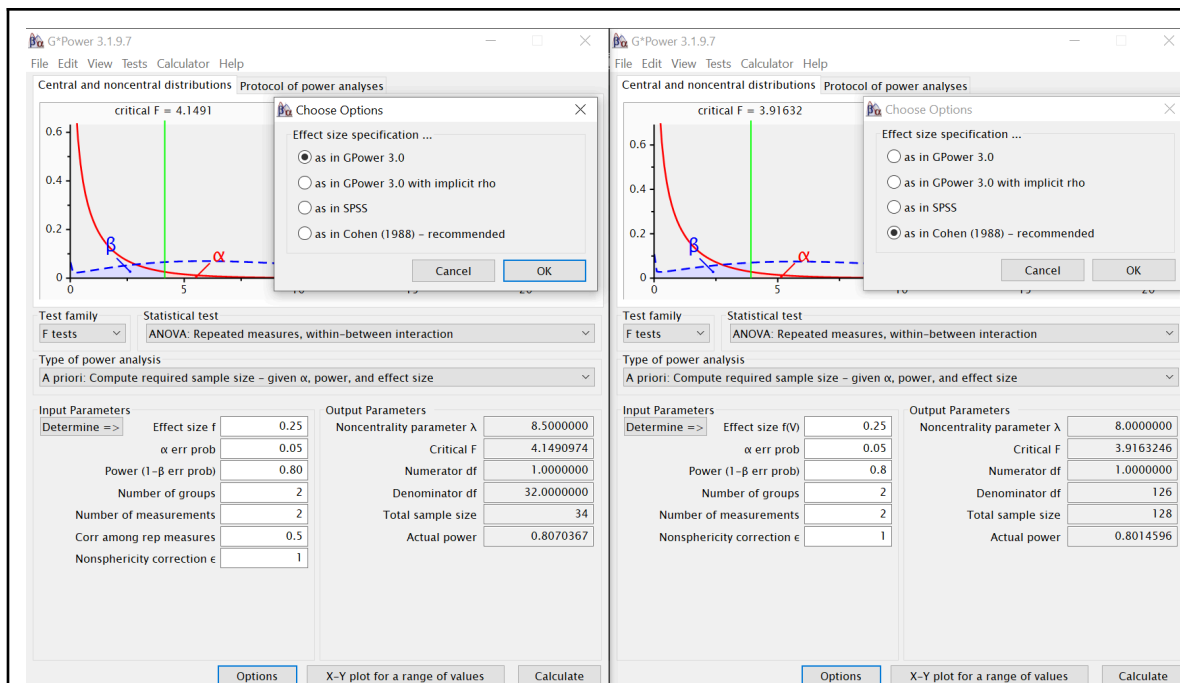 G*Power 3.1.9.7
File Edit View Tests Calculator Help
Central and noncentral distributions Protocol of power analyses
critical F = 4.1491
0.6
0.4
0.2
0
β
α
0
5
Choose Options
Effect size specification ...
as in GPower 3.0
as in GPower 3.0 with implicit rho
as in SPSS
as in Cohen (1988) – recommended
Cancel OK
Test family Statistical test
F tests ANOVA: Repeated measures, within-between interaction
Type of power analysis
A priori: Compute required sample size – given α, power, and effect size
Input Parameters
Determine => Effect size f 0.25
α err prob 0.05
Power (1-β err prob) 0.80
Number of groups 2
Number of measurements 2
Corr among rep measures 0.5
Nonsphericity correction ϵ 1
Output Parameters
Noncentrality parameter λ 8.5000000
Critical F 4.1490974
Numerator df 1.0000000
Denominator df 32.0000000
Total sample size 34
Actual power 0.8070367
Options X-Y plot for a range of values Calculate
G*Power 3.1.9.7
File Edit View Tests Calculator Help
Central and noncentral distributions Protocol of power analyses
critical F = 3.91632
0.6
0.4
0.2
0
β
α
0
5
Choose Options
Effect size specification ...
as in GPower 3.0
as in GPower 3.0 with implicit rho
as in SPSS
as in Cohen (1988) – recommended
Cancel OK
Test family Statistical test
F tests ANOVA: Repeated measures, within-between interaction
Type of power analysis
A priori: Compute required sample size – given α, power, and effect size
Input Parameters
Determine => Effect size f(V) 0.25
α err prob 0.05
Power (1-β err prob) 0.8
Number of groups 2
Number of measurements 2
Nonsphericity correction ϵ 1
Output Parameters
Noncentrality parameter λ 8.0000000
Critical F 3.9163246
Numerator df 1.0000000
Denominator df 126
Total sample size 128
Actual power 0.8014596
Options X-Y plot for a range of values Calculate